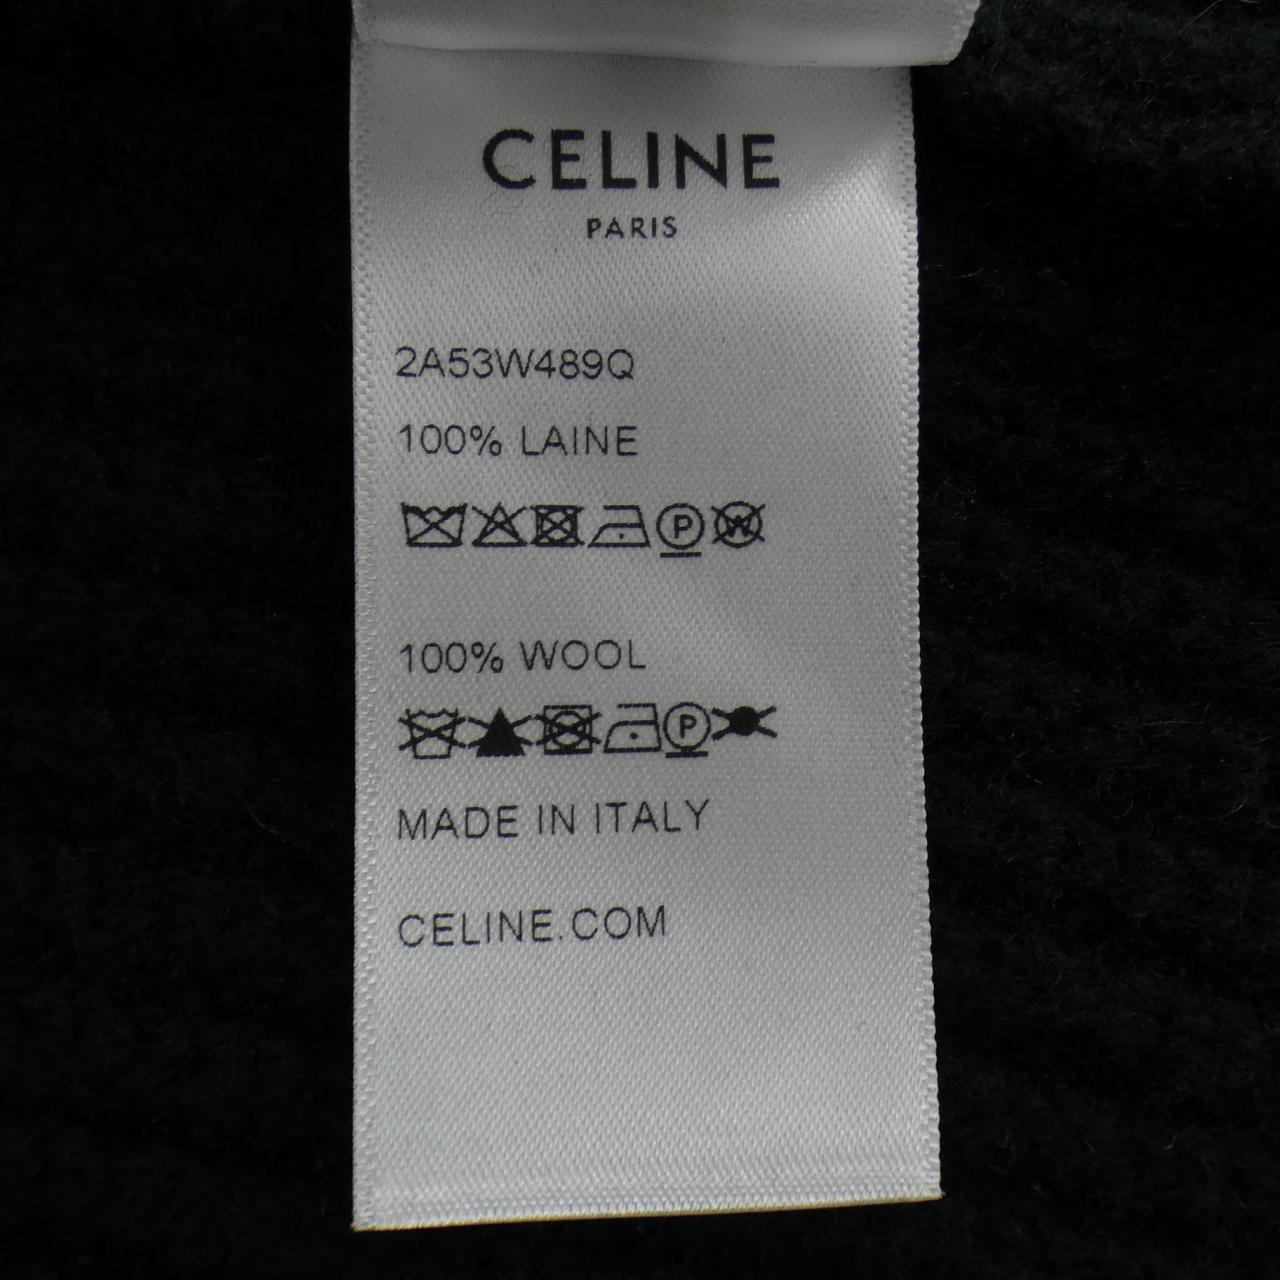 CELINE
PARIS
2A53W489Q
100% LAINE
P W
100% WOOL
P
MADE IN ITALY
CELINE.COM